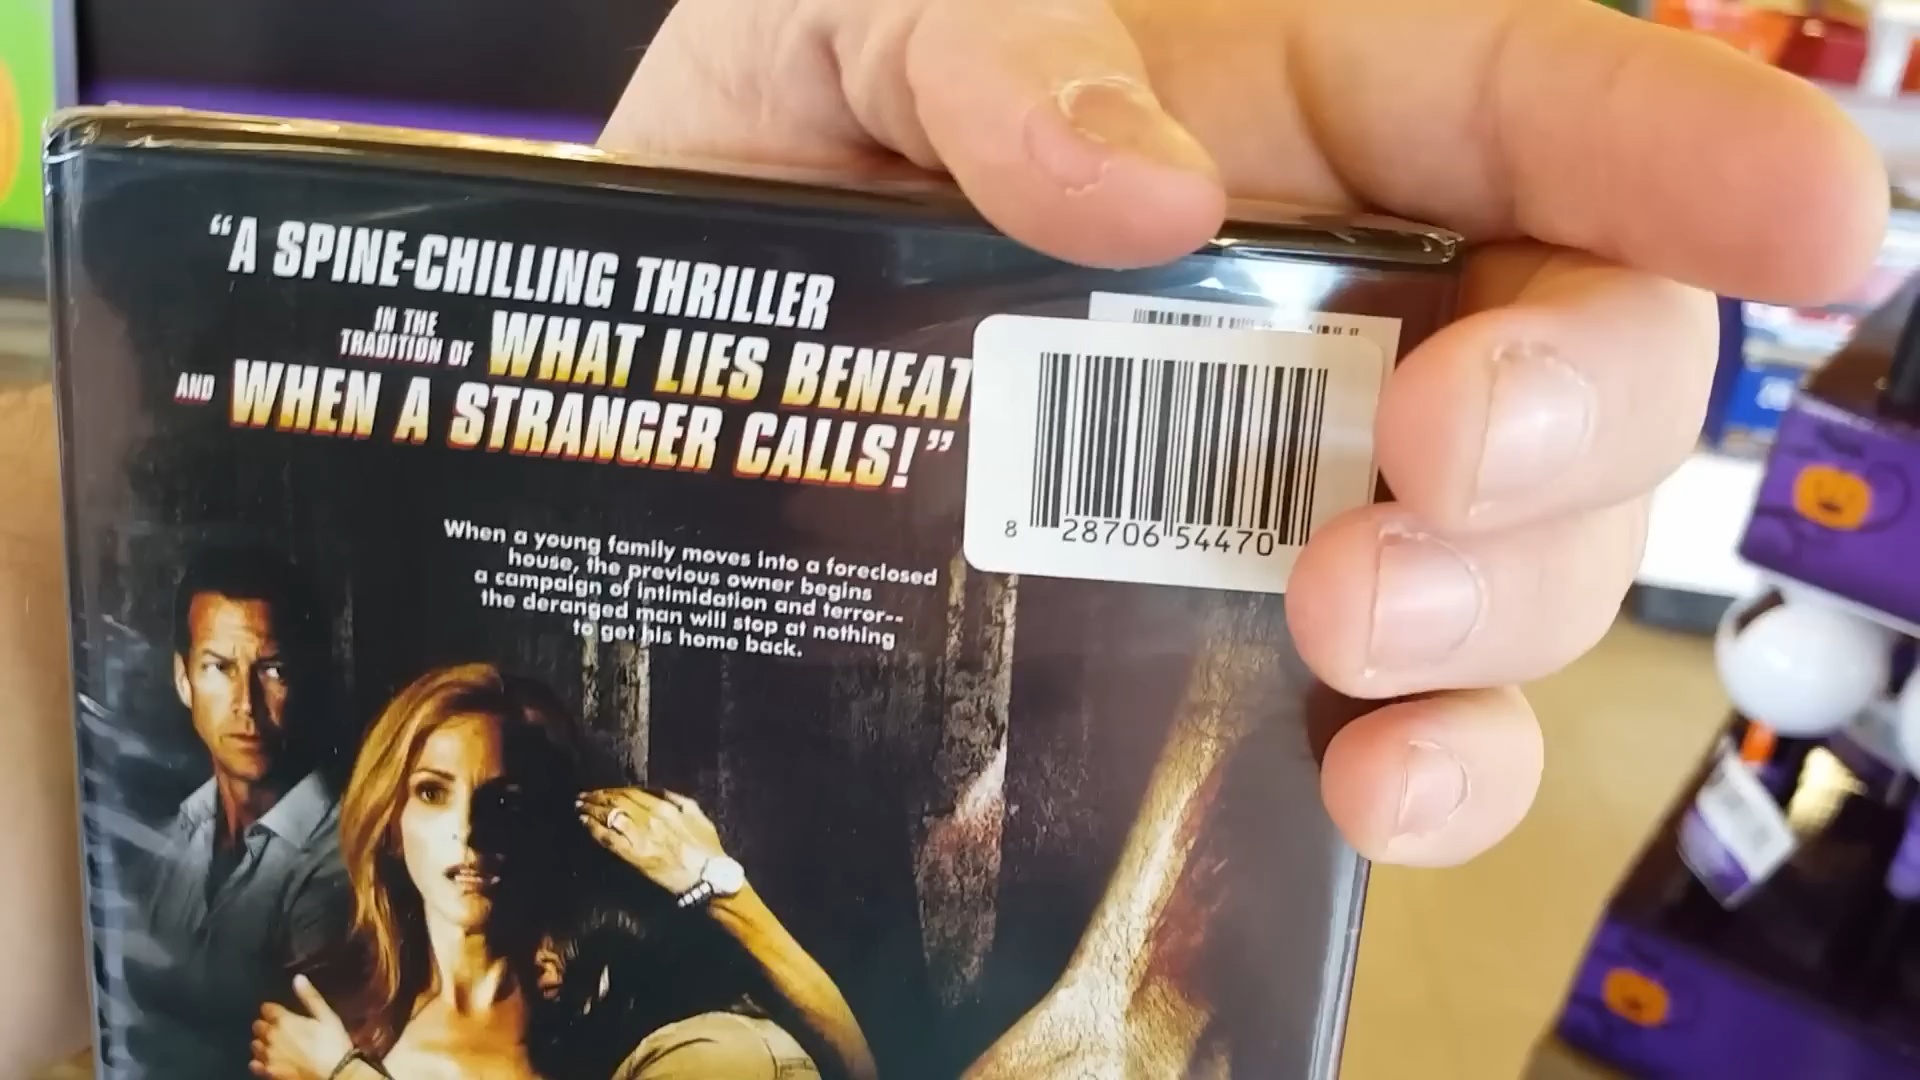 “A SPINE-CHILLING THRILLER
IN THE
TRADITION OF WHAT LIES BENEAT
AND WHEN A STRANGER CALLS!”
When a young family moves into a foreclosed
house, the previous owner begins
a campaign of intimidation and terror--
the deranged man will stop at nothing
to get his home back.
8 28706 54470